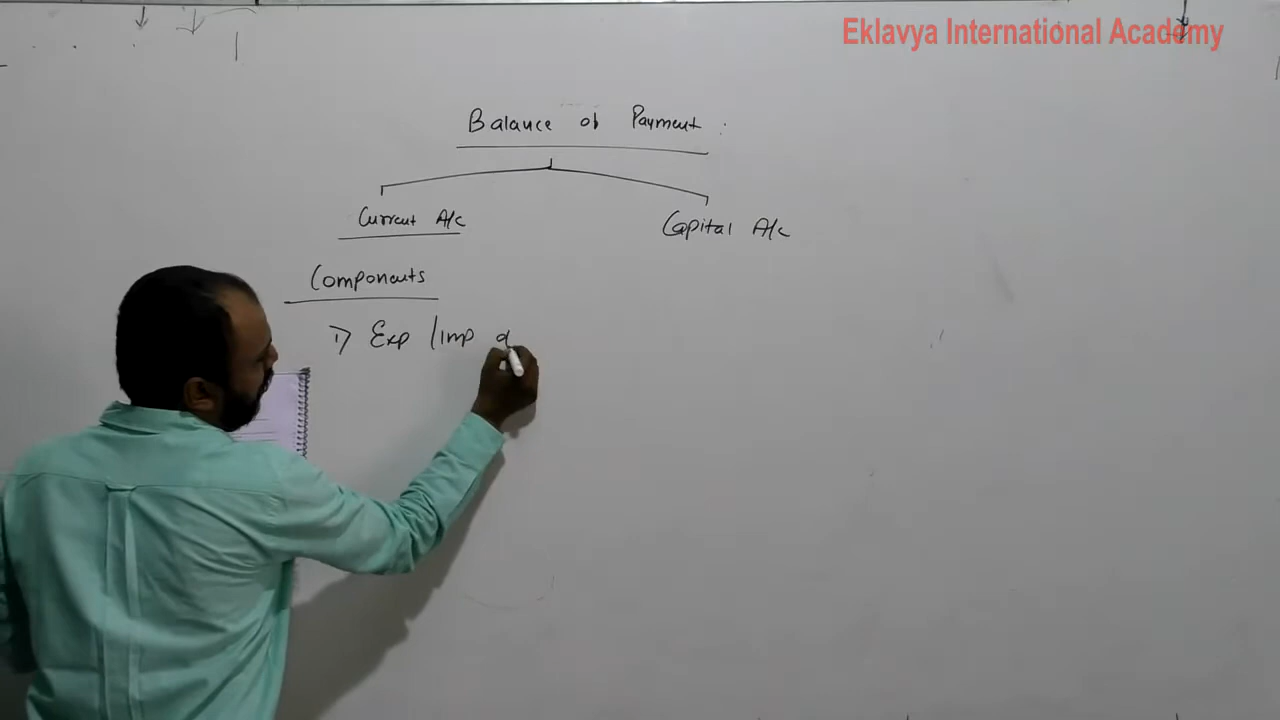 Eklavya International Academy
Balance of Payment :
Current A/c
Capital A/c
Components
1) Exp / Imp